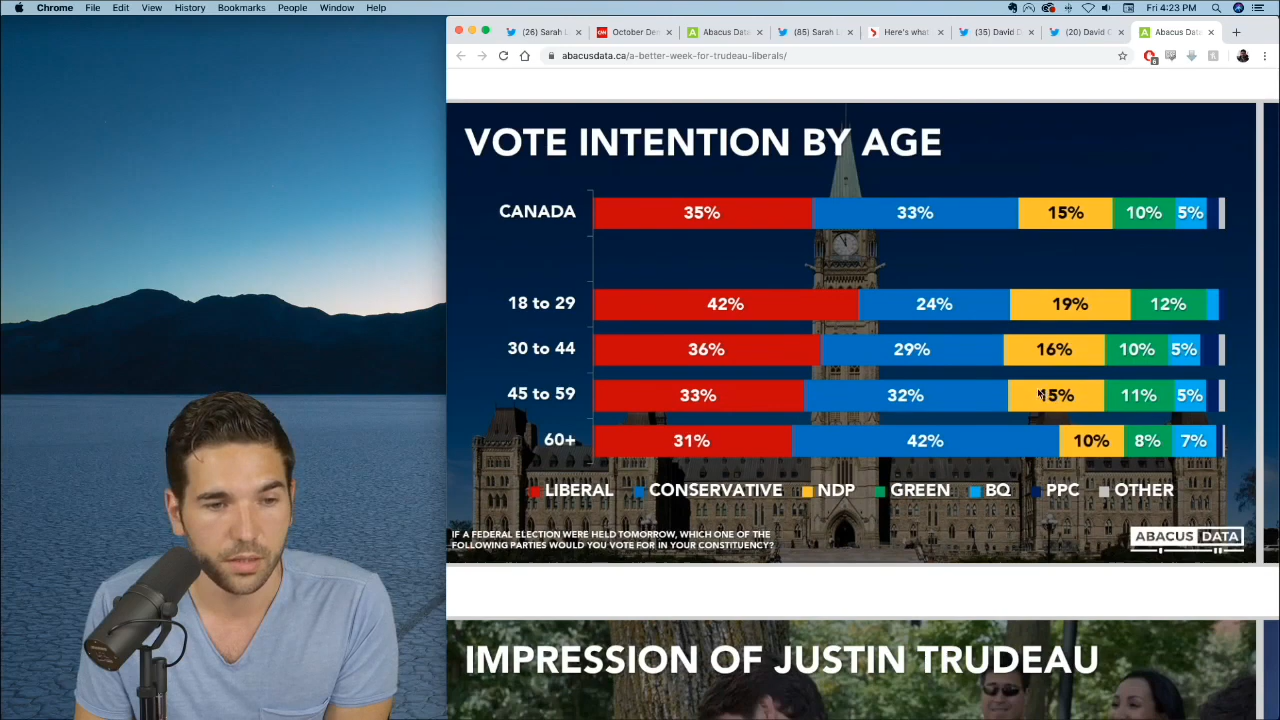 Chrome File Edit View History Bookmarks People Window Help Fri 4:23 PM
(26) Sarah
October De
Abacus Data
(85) Sarah
Here's what
(35) David
(20) David
Abacus Data
abacusdata.ca/a-better-week-for-trudeau-liberals/
6
VOTE INTENTION BY AGE
CANADA 35% 33% 15% 10% 5%
18 to 29 42% 24% 19% 12%
30 to 44 36% 29% 16% 10% 5%
45 to 59 33% 32% 15% 11% 5%
60+ 31% 42% 10% 8% 7%
LIBERAL CONSERVATIVE NDP GREEN BQ PPC OTHER
IF A FEDERAL ELECTION WERE HELD TOMORROW, WHICH ONE OF THE
FOLLOWING PARTIES WOULD YOU VOTE FOR IN YOUR CONSTITUENCY?
ABACUS DATA
IMPRESSION OF JUSTIN TRUDEAU